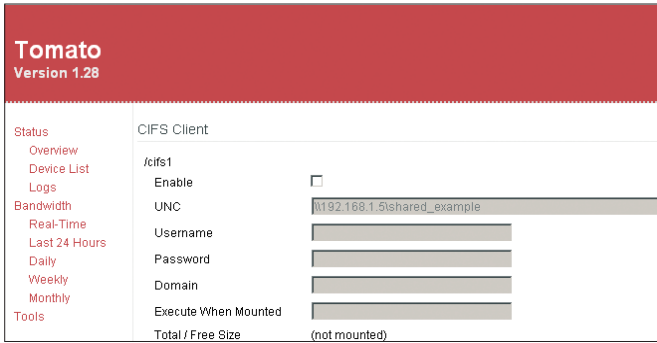 Tomato
Version 1.28
Status
Overview
Device List
Logs
Bandwidth
Real-Time
Last 24 Hours
Daily
Weekly
Monthly
Tools
CIFS Client
/cifs1
Enable
UNC \\192.168.1.5\shared_example
Username
Password
Domain
Execute When Mounted
Total / Free Size (not mounted)